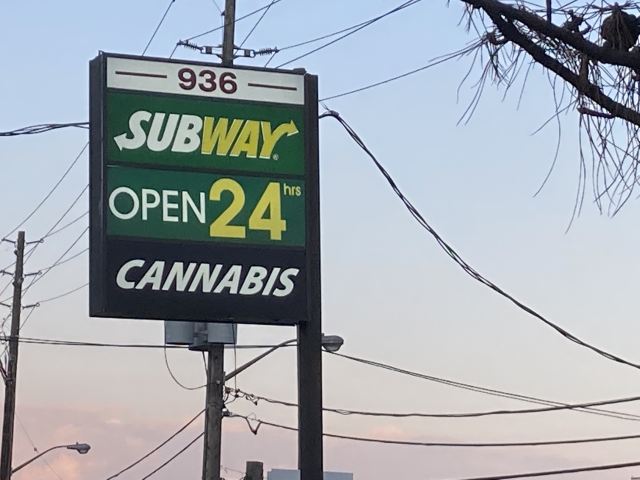 936
SUBWAY
OPEN 24 hrs
CANNABIS